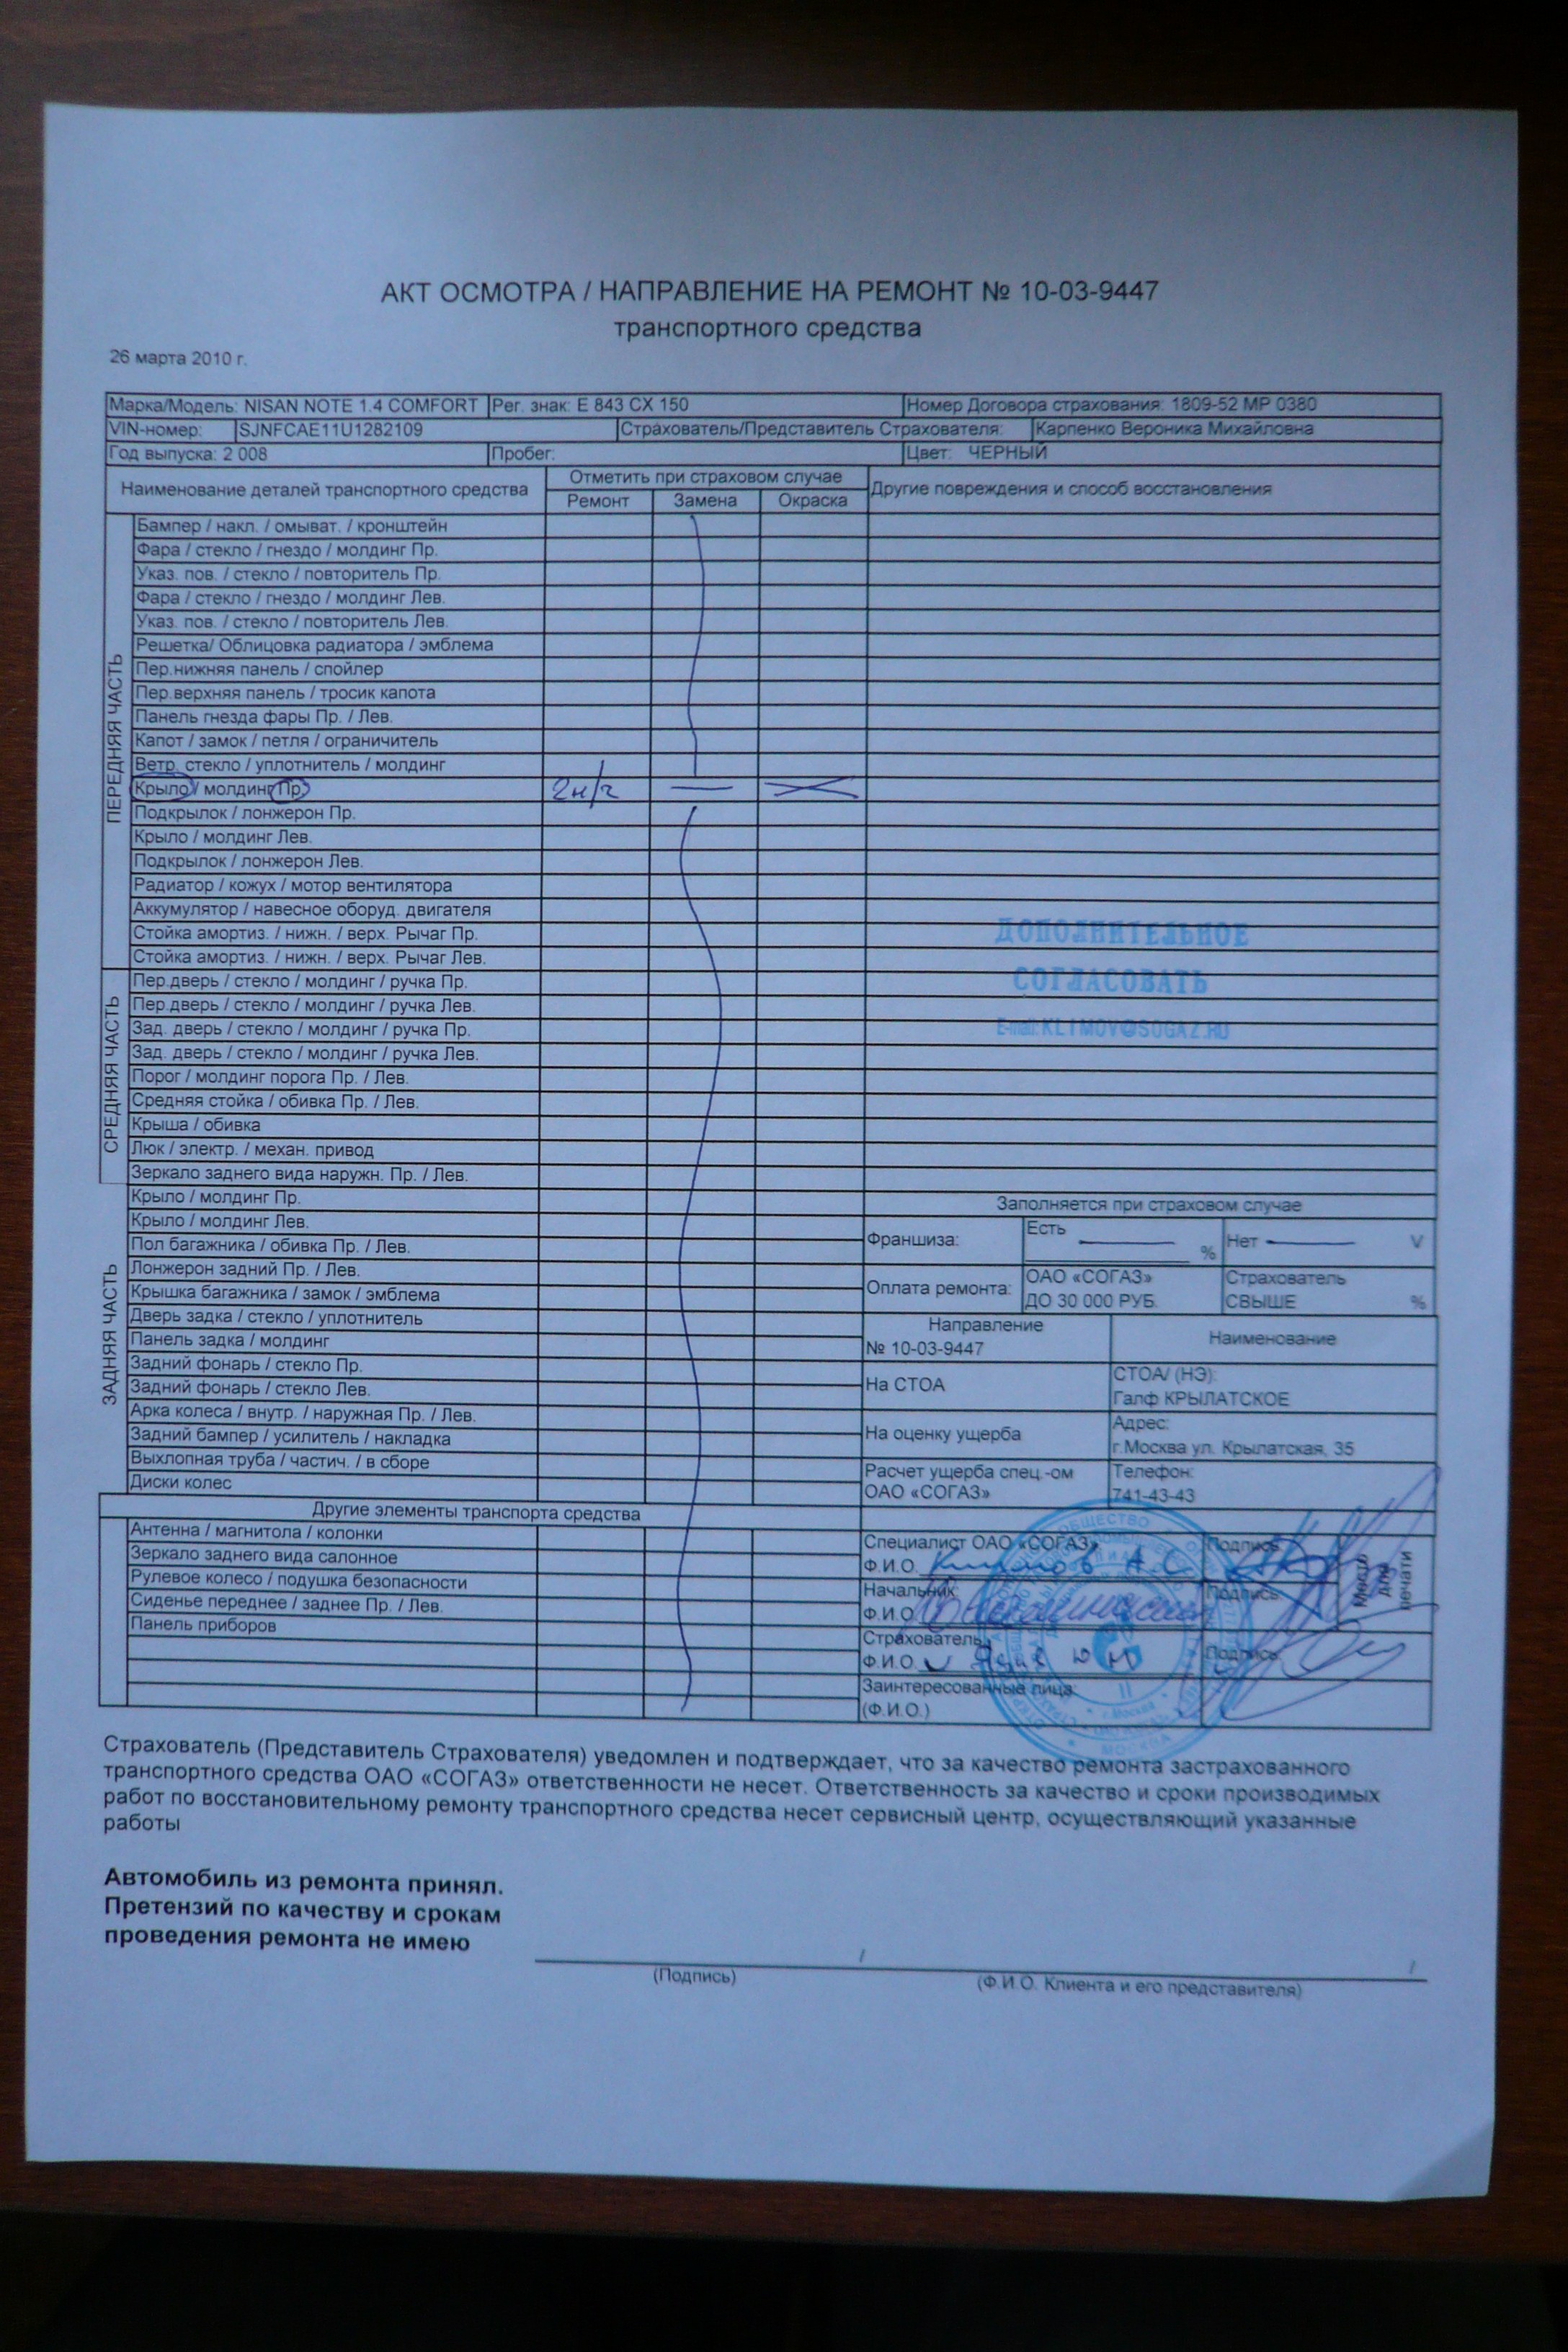 АКТ ОСМОТРА / НАПРАВЛЕНИЕ НА РЕМОНТ № 10-03-9447
транспортного средства
26 марта 2010 г.
Марка/Модель: NISAN NOTE 1.4 COMFORT Рег. знак: Е 843 СХ 150 Номер Договора страхования: 1809-52 МР 0380
VIN-номер: SJNFCAE11U1282109 Страхователь/Представитель Страхователя: Карпенко Вероника Михайловна
Год выпуска: 2 008 Пробег: Цвет: ЧЕРНЫЙ
Наименование деталей транспортного средства Отметить при страховом случае Другие повреждения и способ восстановления
Ремонт Замена Окраска
ПЕРЕДНЯЯ ЧАСТЬ
Бампер / накл. / омыват. / кронштейн
Фара / стекло / гнездо / молдинг Пр.
Указ. пов. / стекло / повторитель Пр.
Фара / стекло / гнездо / молдинг Лев.
Указ. пов. / стекло / повторитель Лев.
Решетка/ Облицовка радиатора / эмблема
Пер.нижняя панель / спойлер
Пер.верхняя панель / тросик капота
Панель гнезда фары Пр. / Лев.
Капот / замок / петля / ограничитель
Ветр. стекло / уплотнитель / молдинг
Крыло / молдинг Пр. 2н/ч —
Подкрылок / лонжерон Пр.
Крыло / молдинг Лев.
Подкрылок / лонжерон Лев.
Радиатор / кожух / мотор вентилятора
Аккумулятор / навесное оборуд. двигателя
Стойка амортиз. / нижн. / верх. Рычаг Пр.
Стойка амортиз. / нижн. / верх. Рычаг Лев.
ДОПОЛНИТЕЛЬНОЕ
СОГЛАСОВАТЬ
E-mail: KLIMOV@SOGAZ.RU
СРЕДНЯЯ ЧАСТЬ
Пер.дверь / стекло / молдинг / ручка Пр.
Пер.дверь / стекло / молдинг / ручка Лев.
Зад. дверь / стекло / молдинг / ручка Пр.
Зад. дверь / стекло / молдинг / ручка Лев.
Порог / молдинг порога Пр. / Лев.
Средняя стойка / обивка Пр. / Лев.
Крыша / обивка
Люк / электр. / механ. привод
Зеркало заднего вида наружн. Пр. / Лев.
ЗАДНЯЯ ЧАСТЬ
Крыло / молдинг Пр.
Крыло / молдинг Лев.
Пол багажника / обивка Пр. / Лев.
Лонжерон задний Пр. / Лев.
Крышка багажника / замок / эмблема
Дверь задка / стекло / уплотнитель
Панель задка / молдинг
Задний фонарь / стекло Пр.
Задний фонарь / стекло Лев.
Арка колеса / внутр. / наружная Пр. / Лев.
Задний бампер / усилитель / накладка
Выхлопная труба / частич. / в сборе
Диски колес
Заполняется при страховом случае
Франшиза: Есть % Нет V
Оплата ремонта: ОАО «СОГАЗ» Страхователь
ДО 30 000 РУБ. СВЫШЕ %
Направление Наименование
№ 10-03-9447
На СТОА СТОА/ (НЭ):
Галф КРЫЛАТСКОЕ
На оценку ущерба Адрес:
г.Москва ул. Крылатская, 35
Расчет ущерба спец.-ом Телефон:
ОАО «СОГАЗ» 741-43-43
Другие элементы транспорта средства
Антенна / магнитола / колонки
Зеркало заднего вида салонное
Рулевое колесо / подушка безопасности
Сиденье переднее / заднее Пр. / Лев.
Панель приборов
Специалист ОАО «СОГАЗ» Подпись:
Ф.И.О. Климов А.С.
Начальник: Подпись:
Ф.И.О.
Страхователь: Подпись:
Ф.И.О.
Заинтересованные лица:
(Ф.И.О.)
Место
для
печати
Страхователь (Представитель Страхователя) уведомлен и подтверждает, что за качество ремонта застрахованного
транспортного средства ОАО «СОГАЗ» ответственности не несет. Ответственность за качество и сроки производимых
работ по восстановительному ремонту транспортного средства несет сервисный центр, осуществляющий указанные
работы
Автомобиль из ремонта принял.
Претензий по качеству и срокам
проведения ремонта не имею
/ /
(Подпись) (Ф.И.О. Клиента и его представителя)